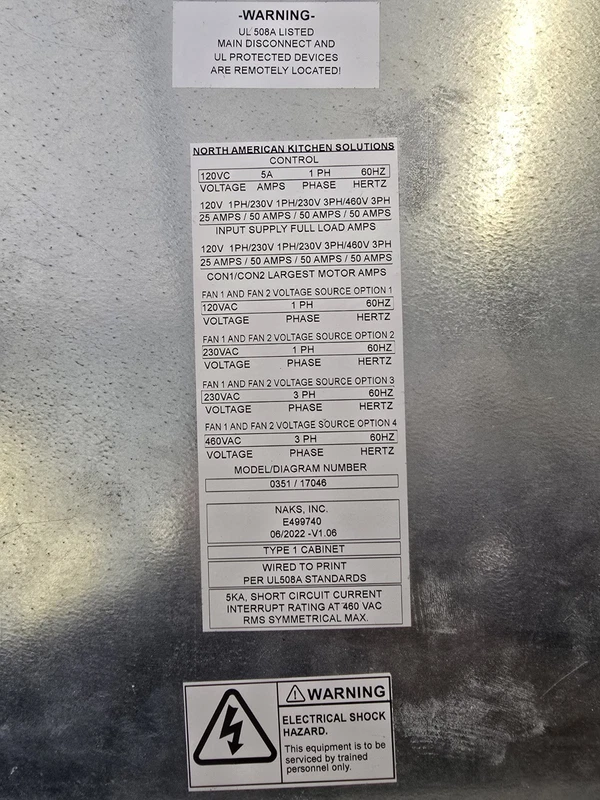 -WARNING-
UL 508A LISTED
MAIN DISCONNECT AND
UL PROTECTED DEVICES
ARE REMOTELY LOCATED!
NORTH AMERICAN KITCHEN SOLUTIONS
CONTROL
120VC 5A 1 PH 60HZ
VOLTAGE AMPS PHASE HERTZ
120V 1PH/230V 1PH/230V 3PH/460V 3PH
25 AMPS / 50 AMPS / 50 AMPS / 50 AMPS
INPUT SUPPLY FULL LOAD AMPS
120V 1PH/230V 1PH/230V 3PH/460V 3PH
25 AMPS / 50 AMPS / 50 AMPS / 50 AMPS
CON1/CON2 LARGEST MOTOR AMPS
FAN 1 AND FAN 2 VOLTAGE SOURCE OPTION 1
120VAC 1 PH 60HZ
VOLTAGE PHASE HERTZ
FAN 1 AND FAN 2 VOLTAGE SOURCE OPTION 2
230VAC 1 PH 60HZ
VOLTAGE PHASE HERTZ
FAN 1 AND FAN 2 VOLTAGE SOURCE OPTION 3
230VAC 3 PH 60HZ
VOLTAGE PHASE HERTZ
FAN 1 AND FAN 2 VOLTAGE SOURCE OPTION 4
460VAC 3 PH 60HZ
VOLTAGE PHASE HERTZ
MODEL/DIAGRAM NUMBER
0351 / 17046
NAKS, INC.
E499740
06/2022 -V1.06
TYPE 1 CABINET
WIRED TO PRINT
PER UL508A STANDARDS
5KA, SHORT CIRCUIT CURRENT
INTERRUPT RATING AT 460 VAC
RMS SYMMETRICAL MAX.
WARNING
ELECTRICAL SHOCK
HAZARD.
This equipment is to be
serviced by trained
personnel only.